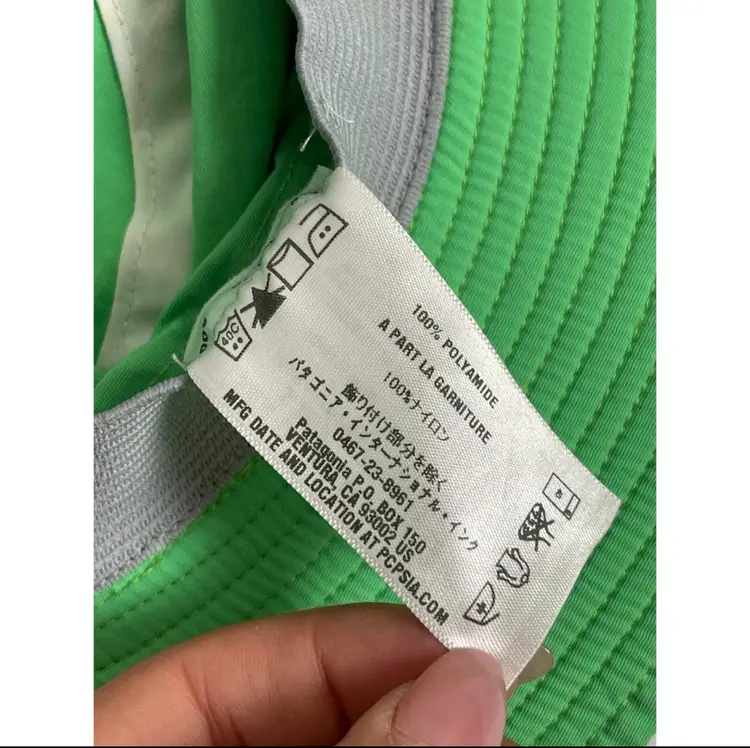 100% POLYAMIDE
A PART LA GARNITURE
100%ナイロン
飾り付け部分を除く
パタゴニア・インターナショナル・インク
0467-23-8961
Patagonia P.O. BOX 150
VENTURA, CA 93002 US
MFG DATE AND LOCATION AT PCPSIA.COM
40C